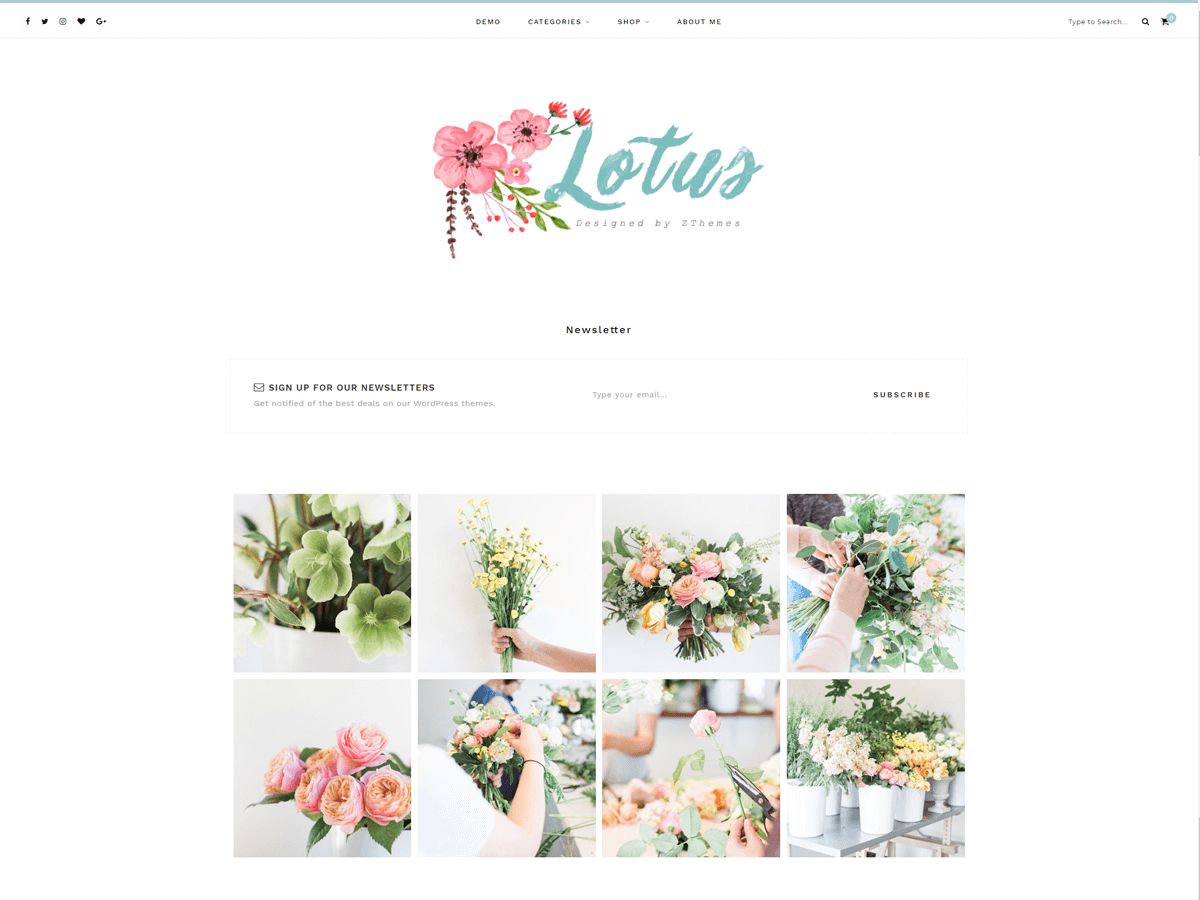 DEMO CATEGORIES SHOP ABOUT ME Type to Search... 0
Lotus
Designed by ZThemes
Newsletter
SIGN UP FOR OUR NEWSLETTERS
Get notified of the best deals on our WordPress themes.
Type your email...
SUBSCRIBE